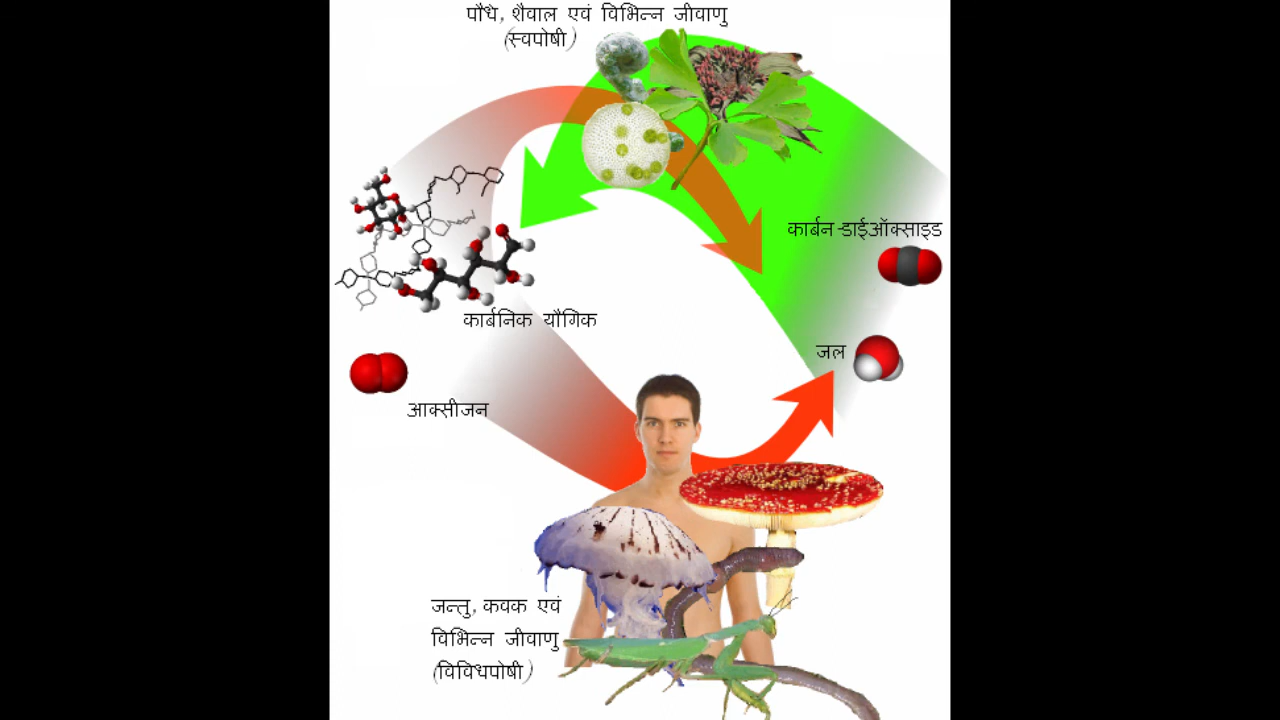 पौधे, शैवाल एवं विभिन्न जीवाणु
(स्वपोषी)
कार्बन-डाईऑक्साइड
कार्बनिक यौगिक
जल
आक्सीजन
जन्तु, कवक एवं
विभिन्न जीवाणु
(विविधपोषी)